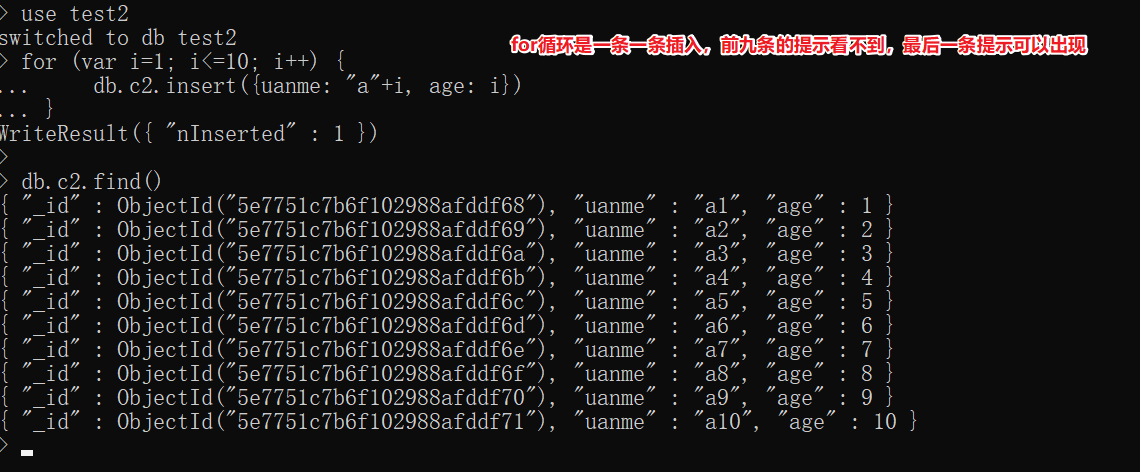 > use test2
switched to db test2
for循环是一条一条插入，前九条的提示看不到，最后一条提示可以出现
> for (var i=1; i<=10; i++) {
... db.c2.insert({uanme: "a"+i, age: i})
... }
WriteResult({ "nInserted" : 1 })
>
> db.c2.find()
{ "_id" : ObjectId("5e7751c7b6f102988afddf68"), "uanme" : "a1", "age" : 1 }
{ "_id" : ObjectId("5e7751c7b6f102988afddf69"), "uanme" : "a2", "age" : 2 }
{ "_id" : ObjectId("5e7751c7b6f102988afddf6a"), "uanme" : "a3", "age" : 3 }
{ "_id" : ObjectId("5e7751c7b6f102988afddf6b"), "uanme" : "a4", "age" : 4 }
{ "_id" : ObjectId("5e7751c7b6f102988afddf6c"), "uanme" : "a5", "age" : 5 }
{ "_id" : ObjectId("5e7751c7b6f102988afddf6d"), "uanme" : "a6", "age" : 6 }
{ "_id" : ObjectId("5e7751c7b6f102988afddf6e"), "uanme" : "a7", "age" : 7 }
{ "_id" : ObjectId("5e7751c7b6f102988afddf6f"), "uanme" : "a8", "age" : 8 }
{ "_id" : ObjectId("5e7751c7b6f102988afddf70"), "uanme" : "a9", "age" : 9 }
{ "_id" : ObjectId("5e7751c7b6f102988afddf71"), "uanme" : "a10", "age" : 10 }
>